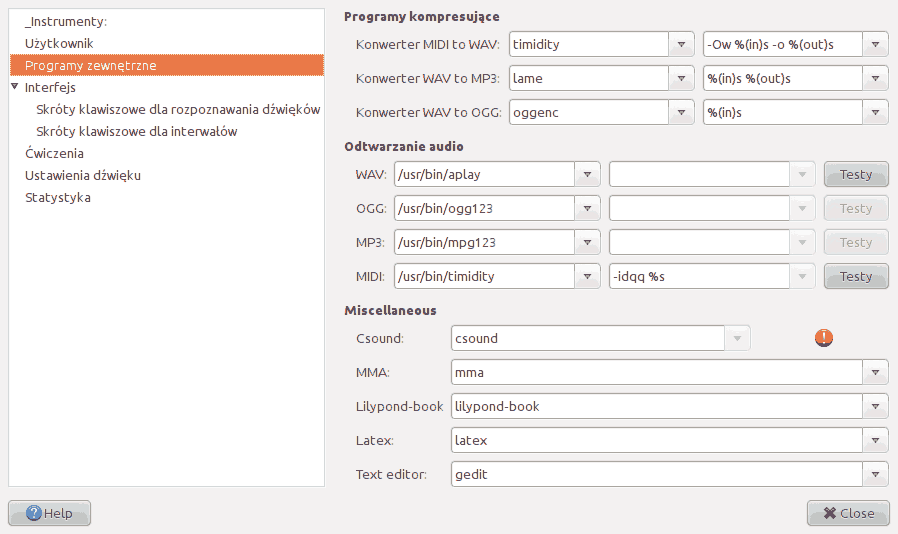 _Instrumenty:
Użytkownik
Programy zewnętrzne
Interfejs
Skróty klawiszowe dla rozpoznawania dźwięków
Skróty klawiszowe dla interwałów
Ćwiczenia
Ustawienia dźwięku
Statystyka
Programy kompresujące
Konwerter MIDI to WAV: timidity -Ow %(in)s -o %(out)s
Konwerter WAV to MP3: lame %(in)s %(out)s
Konwerter WAV to OGG: oggenc %(in)s
Odtwarzanie audio
WAV: /usr/bin/aplay Testy
OGG: /usr/bin/ogg123 Testy
MP3: /usr/bin/mpg123 Testy
MIDI: /usr/bin/timidity -idqq %s Testy
Miscellaneous
Csound: csound
MMA: mma
Lilypond-book lilypond-book
Latex: latex
Text editor: gedit
Help Close